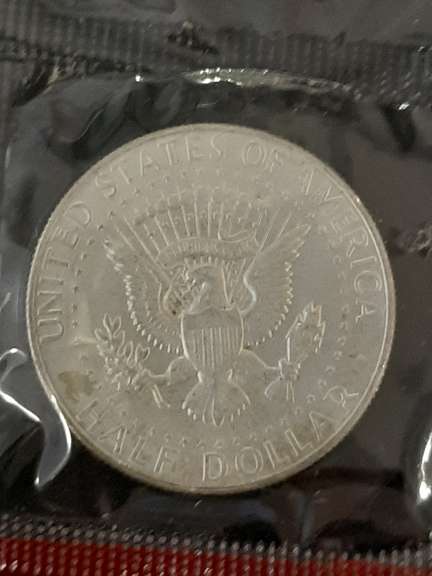 UNITED STATES OF AMERICA
HALF DOLLAR